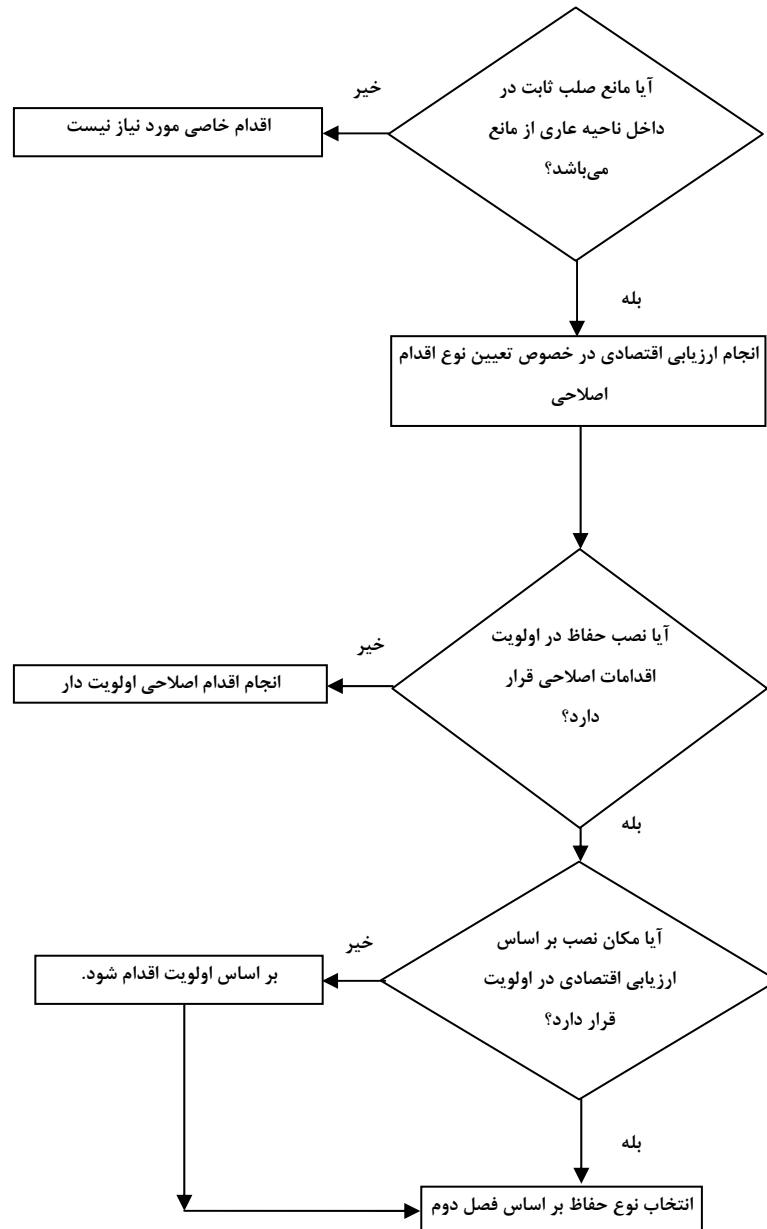 آیا مانع صلب ثابت در
داخل ناحیه عاری از مانع
می‌باشد؟
خیر
اقدام خاصی مورد نیاز نیست
بله
انجام ارزیابی اقتصادی در خصوص تعیین نوع اقدام
اصلاحی
آیا نصب حفاظ در اولویت
اقدامات اصلاحی قرار
دارد؟
خیر
انجام اقدام اصلاحی اولویت دار
بله
آیا مکان نصب بر اساس
ارزیابی اقتصادی در اولویت
قرار دارد؟
خیر
بر اساس اولویت اقدام شود.
بله
انتخاب نوع حفاظ بر اساس فصل دوم